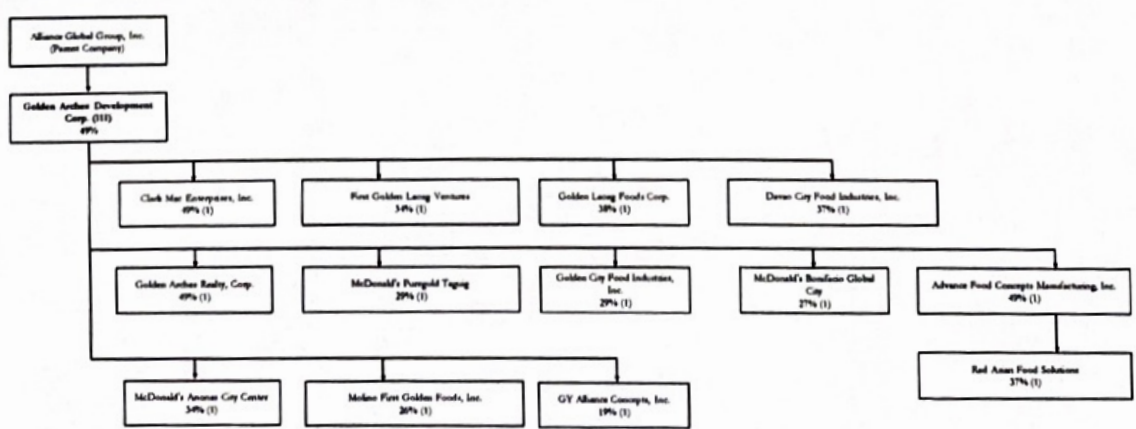 Alliance Global Group, Inc.
(Parent Company)
Golden Arches Development
Corp. (III)
49%
Clark Mac Enterprises, Inc.
49% (1)
First Golden Laoag Ventures
34% (1)
Golden Laoag Foods Corp.
38% (1)
Davao City Food Industries, Inc.
37% (1)
Golden Arches Realty, Corp.
49% (1)
McDonald's Puregold Taguig
29% (1)
Golden City Food Industries,
Inc.
29% (1)
McDonald's Bonifacio Global
City
27% (1)
Advance Food Concepts Manufacturing, Inc.
49% (1)
Red Asian Food Solutions
37% (1)
McDonald's Anonas City Center
34% (1)
Molino First Golden Foods, Inc.
26% (1)
GY Alliance Concepts, Inc.
19% (1)